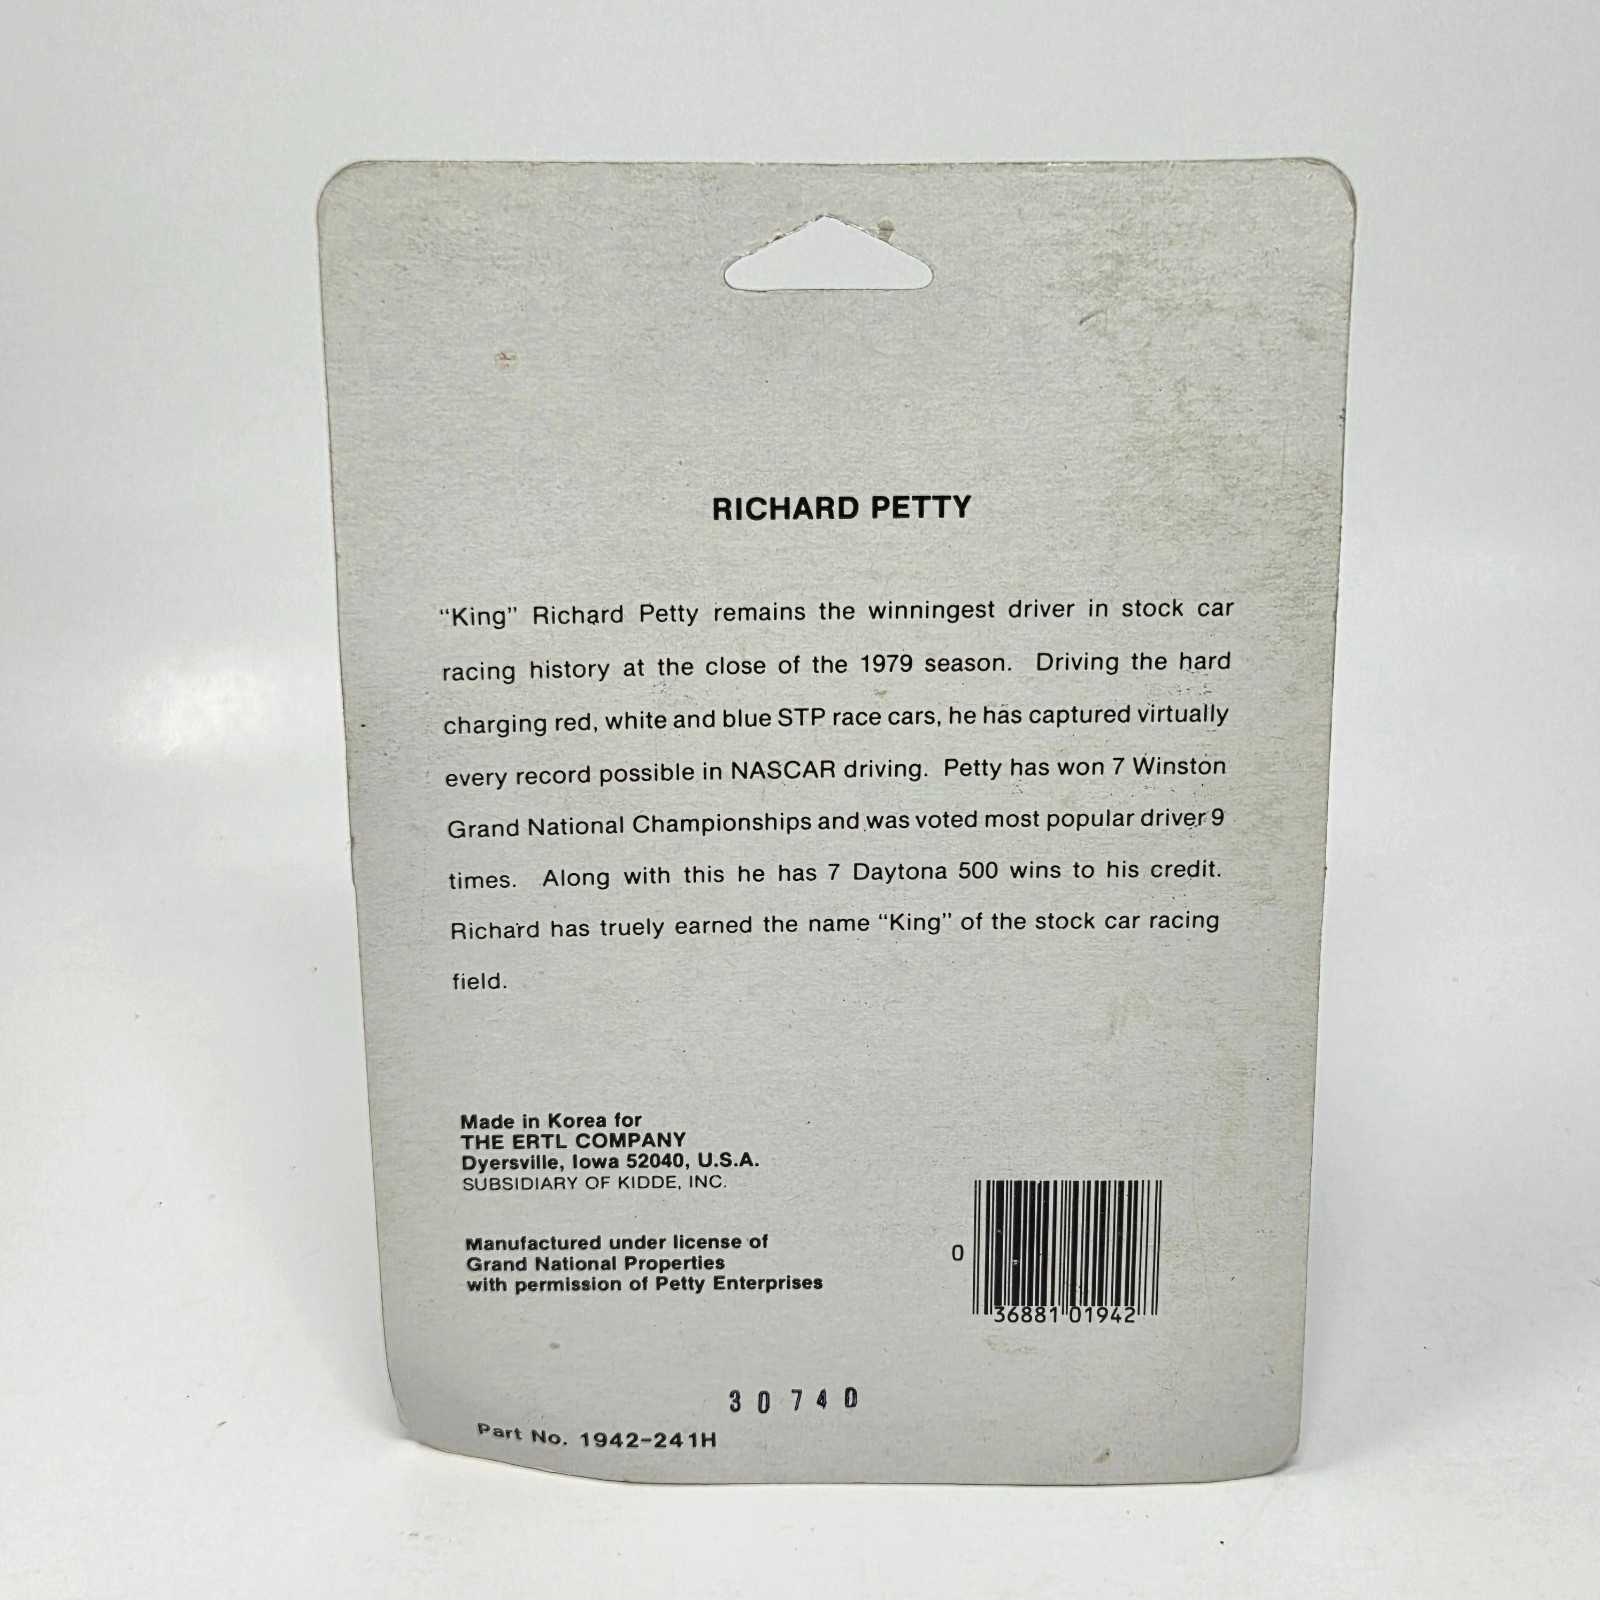 RICHARD PETTY
“King” Richard Petty remains the winningest driver in stock car
racing history at the close of the 1979 season. Driving the hard
charging red, white and blue STP race cars, he has captured virtually
every record possible in NASCAR driving. Petty has won 7 Winston
Grand National Championships and was voted most popular driver 9
times. Along with this he has 7 Daytona 500 wins to his credit.
Richard has truely earned the name “King” of the stock car racing
field.
Made in Korea for
THE ERTL COMPANY
Dyersville, Iowa 52040, U.S.A.
SUBSIDIARY OF KIDDE, INC.
Manufactured under license of
Grand National Properties
with permission of Petty Enterprises
0 36881 01942
30740
Part No. 1942-241H